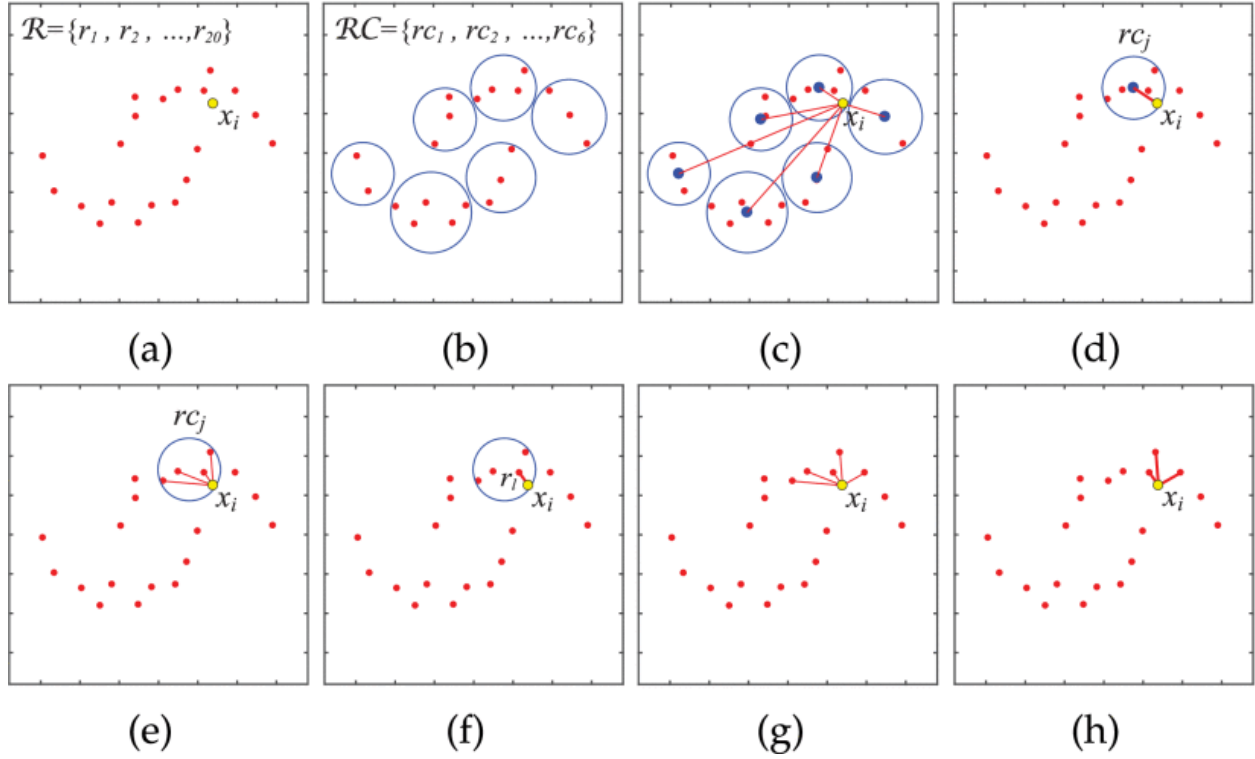 R={r1 , r2 , ...,r20}
xi
(a)
RC={rc1 , rc2 , ...,rc6}
(b)
xi
(c)
rcj
xi
(d)
rcj
xi
(e)
rl
xi
(f)
xi
(g)
xi
(h)